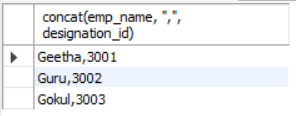 concat(emp_name, ",",
designation_id)
Geetha,3001
Guru,3002
Gokul,3003